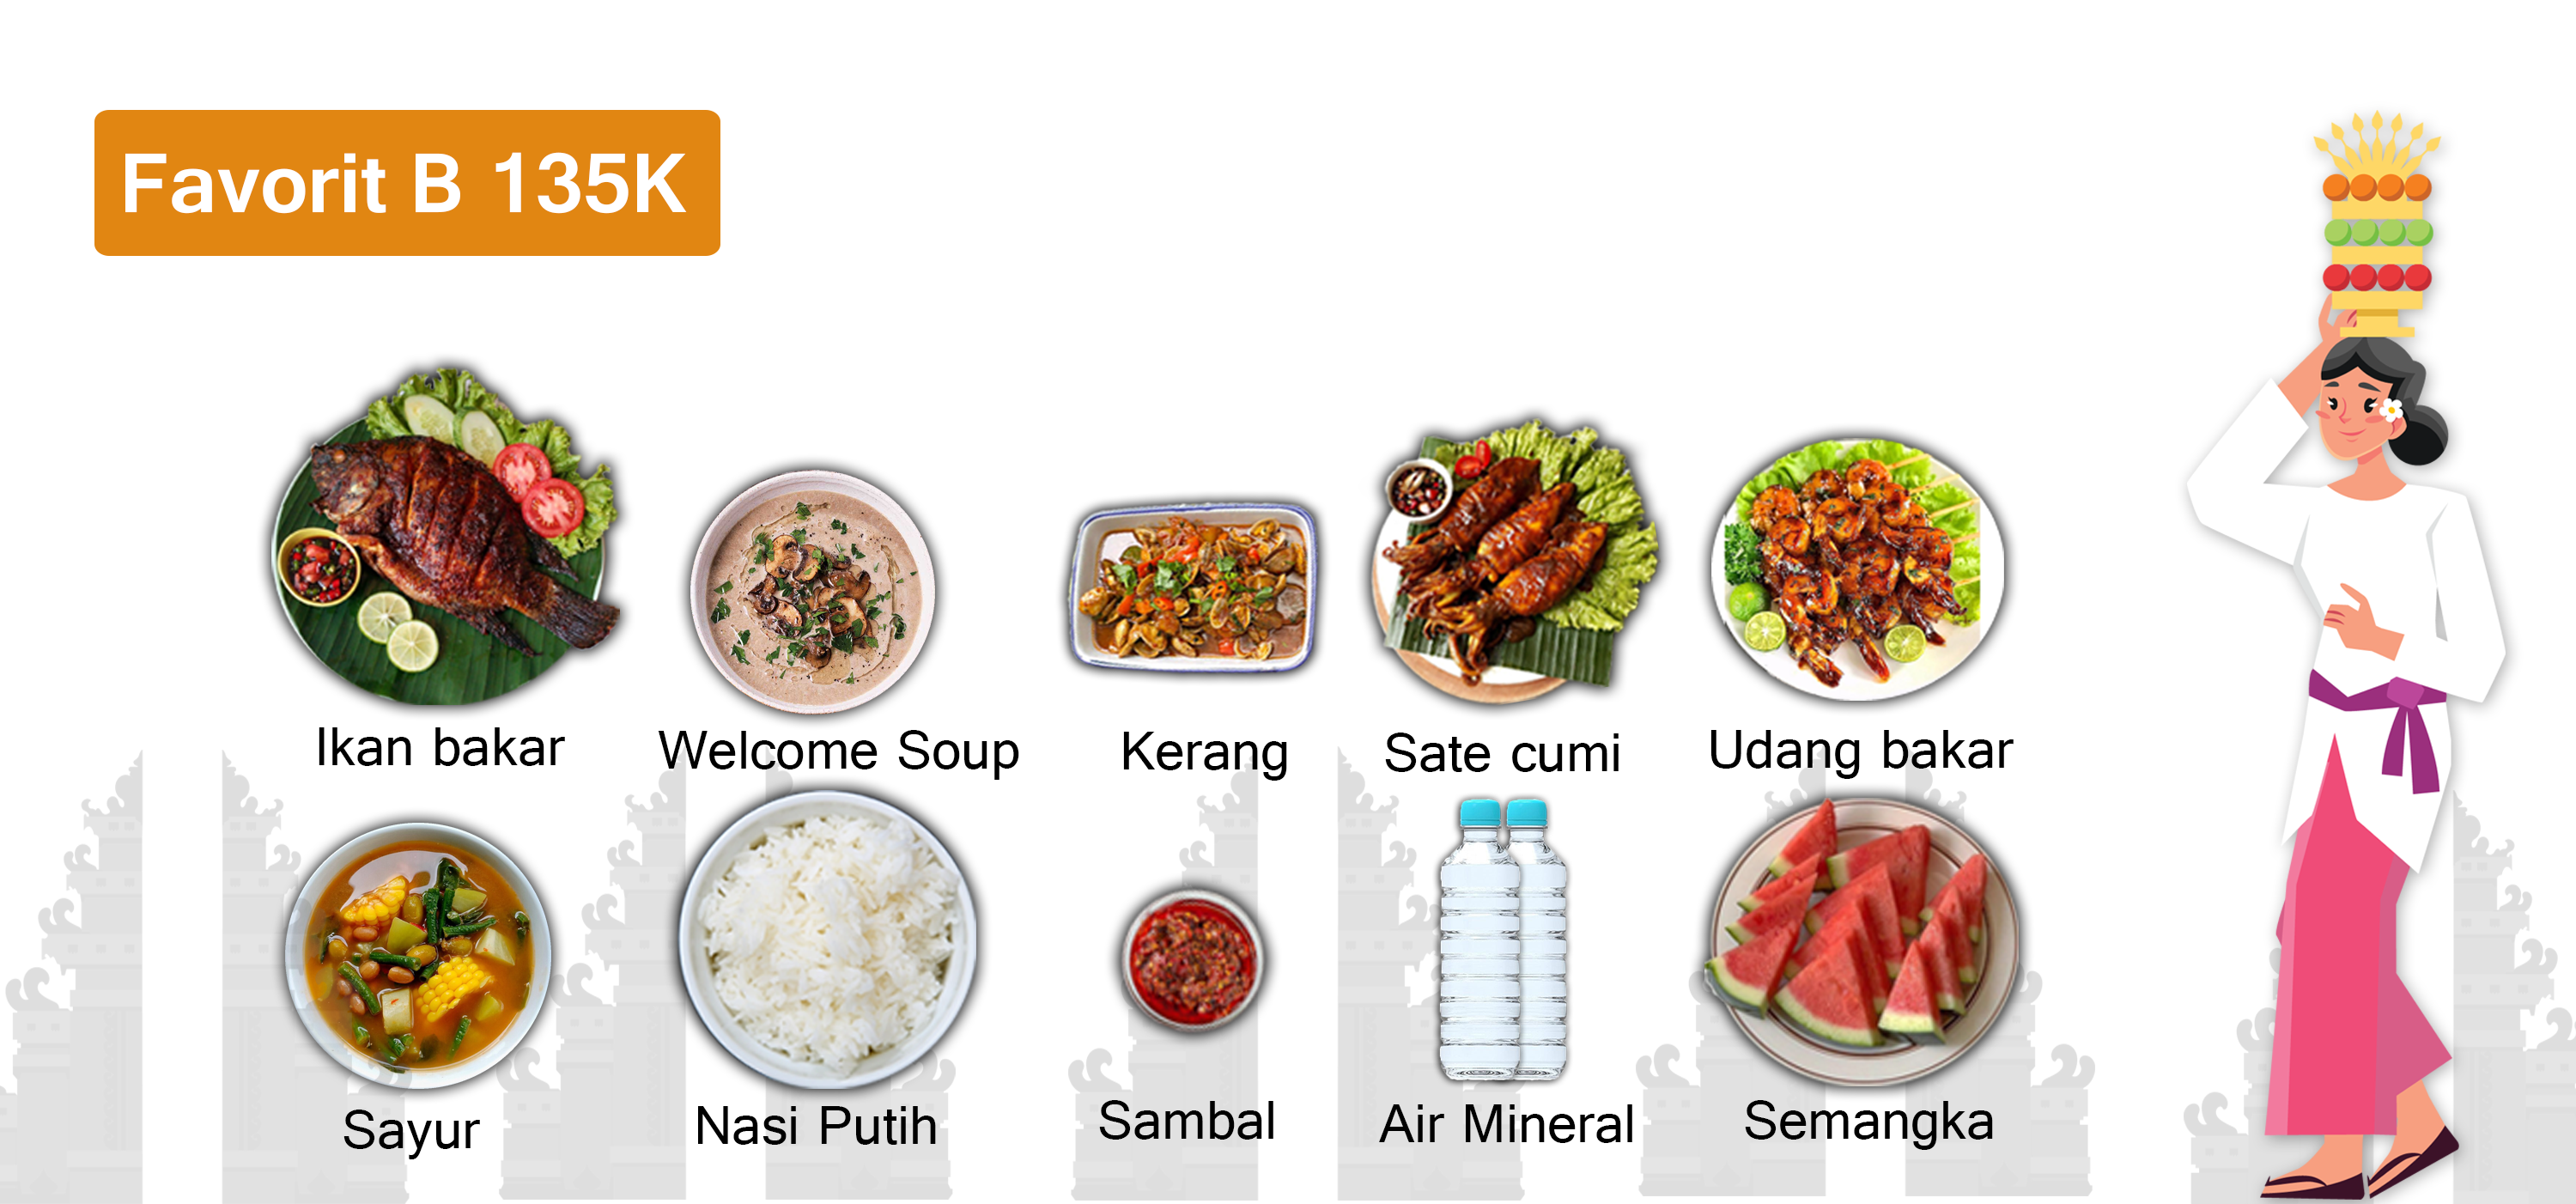 Favorit B 135K
Ikan bakar
Welcome Soup
Kerang
Sate cumi
Udang bakar
Sayur
Nasi Putih
Sambal
Air Mineral
Semangka